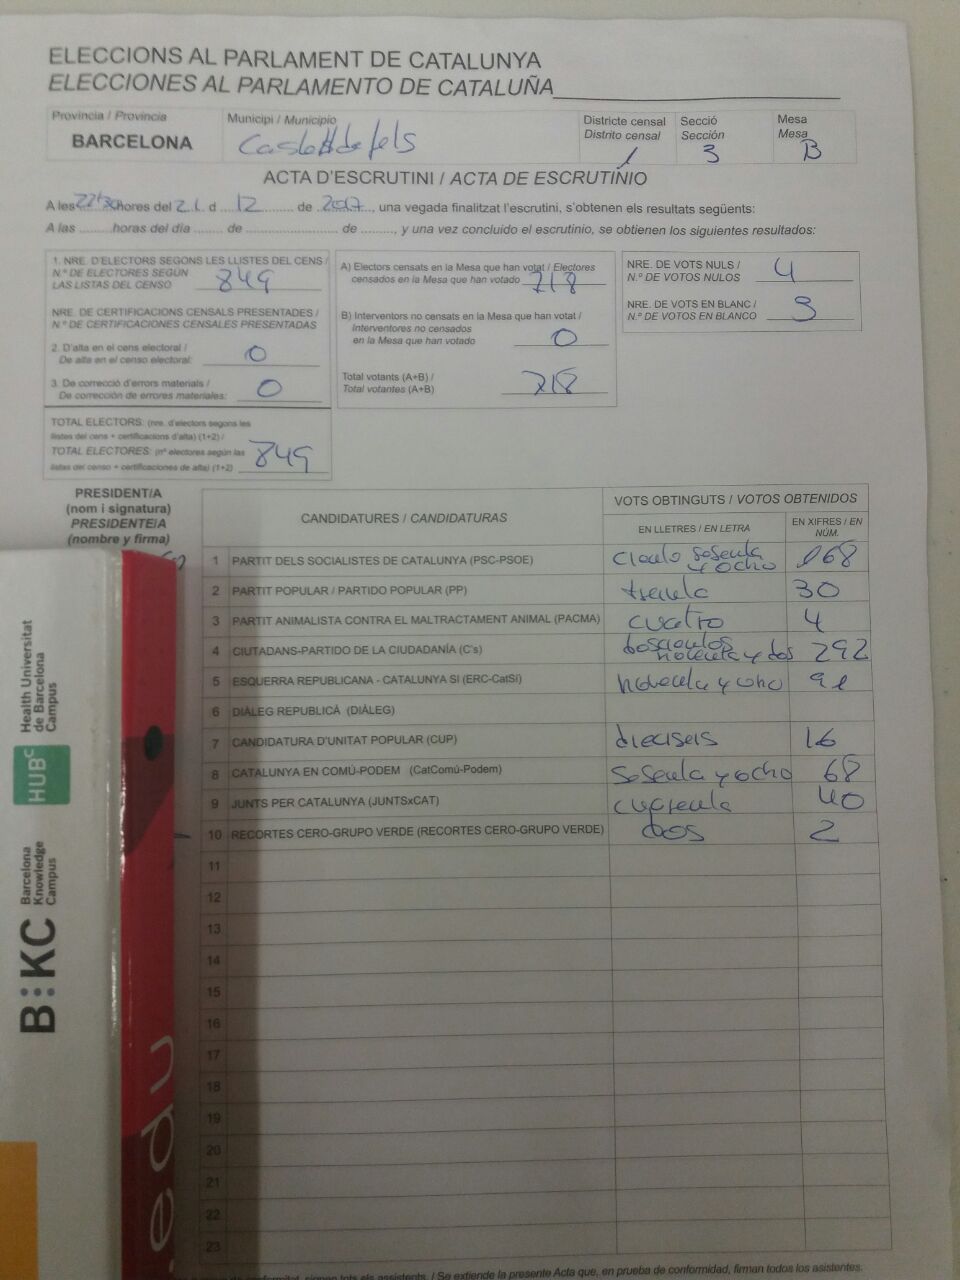 ELECCIONS AL PARLAMENT DE CATALUNYA
ELECCIONES AL PARLAMENTO DE CATALUÑA
Província / Provincia
BARCELONA
Municipi / Municipio
Castelldefels
Districte censal
Distrito censal
1
Secció
Sección
3
Mesa
Mesa
B
ACTA D'ESCRUTINI / ACTA DE ESCRUTINIO
A les 22'30 hores del 21 d 12 de 2017, una vegada finalitzat l'escrutini, s'obtenen els resultats següents:
A las ......... horas del día ........ de ......................... de ........., y una vez concluido el escrutinio, se obtienen los siguientes resultados:
1. NRE. D'ELECTORS SEGONS LES LLISTES DEL CENS /
N.º DE ELECTORES SEGÚN
LAS LISTAS DEL CENSO 849
NRE. DE CERTIFICACIONS CENSALS PRESENTADES /
N.º DE CERTIFICACIONES CENSALES PRESENTADAS
2. D'alta en el cens electoral /
De alta en el censo electoral: 0
3. De correcció d'errors materials /
De corrección de errores materiales: 0
TOTAL ELECTORS: (nre. d'electors segons les
llistes del cens + certificacions d'alta) (1+2) /
TOTAL ELECTORES: (nº electores según las
listas del censo + certificaciones de alta) (1+2) 849
A) Electors censats en la Mesa que han votat / Electores
censados en la Mesa que han votado 718
B) Interventors no censats en la Mesa que han votat /
Interventores no censados
en la Mesa que han votado 0
Total votants (A+B) /
Total votantes (A+B) 718
NRE. DE VOTS NULS /
N.º DE VOTOS NULOS 4
NRE. DE VOTS EN BLANC /
N.º DE VOTOS EN BLANCO 3
PRESIDENT/A
(nom i signatura)
PRESIDENTE/A
(nombre y firma)
CANDIDATURES / CANDIDATURAS
VOTS OBTINGUTS / VOTOS OBTENIDOS
EN LLETRES / EN LETRA
EN XIFRES / EN
NÚM.
1 PARTIT DELS SOCIALISTES DE CATALUNYA (PSC-PSOE) ciento sesenta y ocho 168
2 PARTIT POPULAR / PARTIDO POPULAR (PP) treinta 30
3 PARTIT ANIMALISTA CONTRA EL MALTRACTAMENT ANIMAL (PACMA) cuatro 4
4 CIUTADANS-PARTIDO DE LA CIUDADANÍA (C's) doscientos noventa y dos 292
5 ESQUERRA REPUBLICANA - CATALUNYA SÍ (ERC-CatSí) noventa y uno 91
6 DIÀLEG REPUBLICÀ (DIÀLEG)
7 CANDIDATURA D'UNITAT POPULAR (CUP) dieciseis 16
8 CATALUNYA EN COMÚ-PODEM (CatComú-Podem) sesenta y ocho 68
9 JUNTS PER CATALUNYA (JUNTSxCAT) cuarenta 40
10 RECORTES CERO-GRUPO VERDE (RECORTES CERO-GRUPO VERDE) dos 2
11
12
13
14
15
16
17
18
19
20
21
22
23
de conformitat, signen tots els assistents. / Se extiende la presente Acta que, en prueba de conformidad, firman todos los asistentes.
Health Universitat
de Barcelona
Campus
HUBc
Barcelona
Knowledge
Campus
B:KC
edu